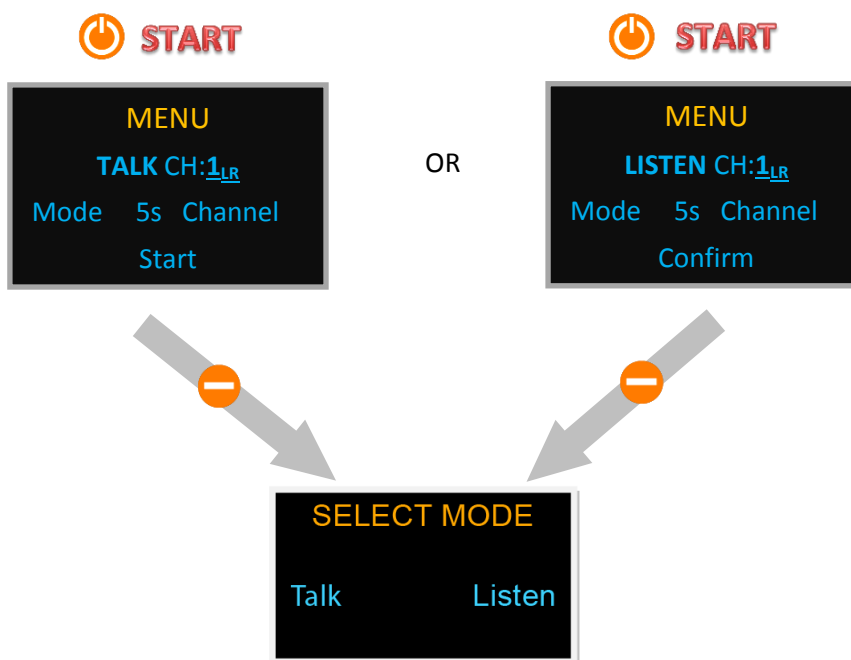 START
MENU
TALK CH:1LR
Mode 5s Channel
Start
OR
START
MENU
LISTEN CH:1LR
Mode 5s Channel
Confirm
SELECT MODE
Talk Listen